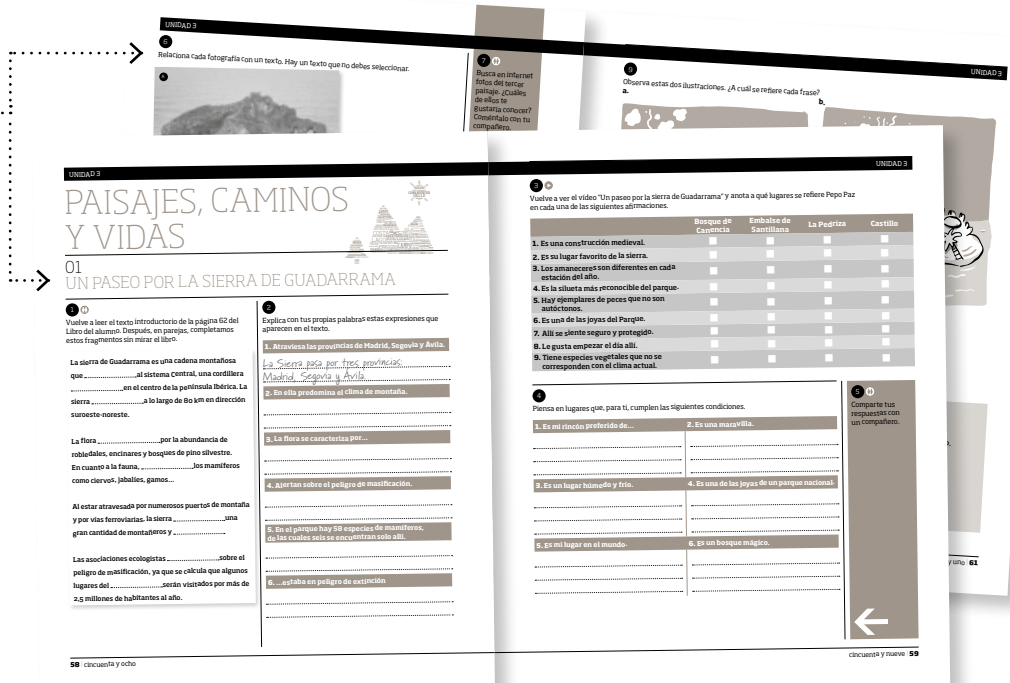 UNIDAD 3
6
Relaciona cada fotografía con un texto. Hay un texto que no debes seleccionar.
7
Busca en internet
fotos del tercer
paisaje. ¿Cuáles
de ellos te
gustaría conocer?
Coméntalo con tu
compañero.
UNIDAD 3
9
Observa estas dos ilustraciones. ¿A cuál se refiere cada frase?
a.
b.
y uno 61
UNIDAD 3
PAISAJES, CAMINOS
Y VIDAS
01
UN PASEO POR LA SIERRA DE GUADARRAMA
1
Vuelve a leer el texto introductorio de la página 62 del
Libro del alumno. Después, en parejas, completamos
estos fragmentos sin mirar el libro.
La sierra de Guadarrama es una cadena montañosa
que ................ al sistema Central, una cordillera
................ en el centro de la península Ibérica. La
sierra ................ a lo largo de 80 km en dirección
suroeste-noreste.
La flora ................ por la abundancia de
robledales, encinares y bosques de pino silvestre.
En cuanto a la fauna, ................ los mamíferos
como ciervos, jabalíes, gamos...
Al estar atravesada por numerosos puertos de montaña
y por vías ferroviarias, la sierra ................ una
gran cantidad de montañeros y ................ .
Las asociaciones ecologistas ................ sobre el
peligro de masificación, ya que se calcula que algunos
lugares del ................ serán visitados por más de
2,5 millones de habitantes al año.
2
Explica con tus propias palabras estas expresiones que
aparecen en el texto.
1. Atraviesa las provincias de Madrid, Segovia y Ávila.
La Sierra pasa por tres provincias:
Madrid, Segovia y Ávila.
2. En ella predomina el clima de montaña.
3. La flora se caracteriza por...
4. Alertan sobre el peligro de masificación.
5. En el parque hay 58 especies de mamíferos,
de las cuales seis se encuentran solo allí.
6. ...estaba en peligro de extinción
58 cincuenta y ocho
UNIDAD 3
3
Vuelve a ver el vídeo "Un paseo por la sierra de Guadarrama" y anota a qué lugares se refiere Pepo Paz
en cada una de las siguientes afirmaciones.
Bosque de
Canencia
Embalse de
Santillana
La Pedriza
Castillo
1. Es una construcción medieval.
2. Es su lugar favorito de la sierra.
3. Los amaneceres son diferentes en cada
estación del año.
4. Es la silueta más reconocible del parque.
5. Hay ejemplares de peces que no son
autóctonos.
6. Es una de las joyas del Parque.
7. Allí se siente seguro y protegido.
8. Le gusta empezar el día allí.
9. Tiene especies vegetales que no se
corresponden con el clima actual.
4
Piensa en lugares que, para ti, cumplen las siguientes condiciones.
1. Es mi rincón preferido de...
2. Es una maravilla.
3. Es un lugar húmedo y frío.
4. Es una de las joyas de un parque nacional.
5. Es mi lugar en el mundo.
6. Es un bosque mágico.
5
Comparte tus
respuestas con
un compañero.
cincuenta y nueve 59